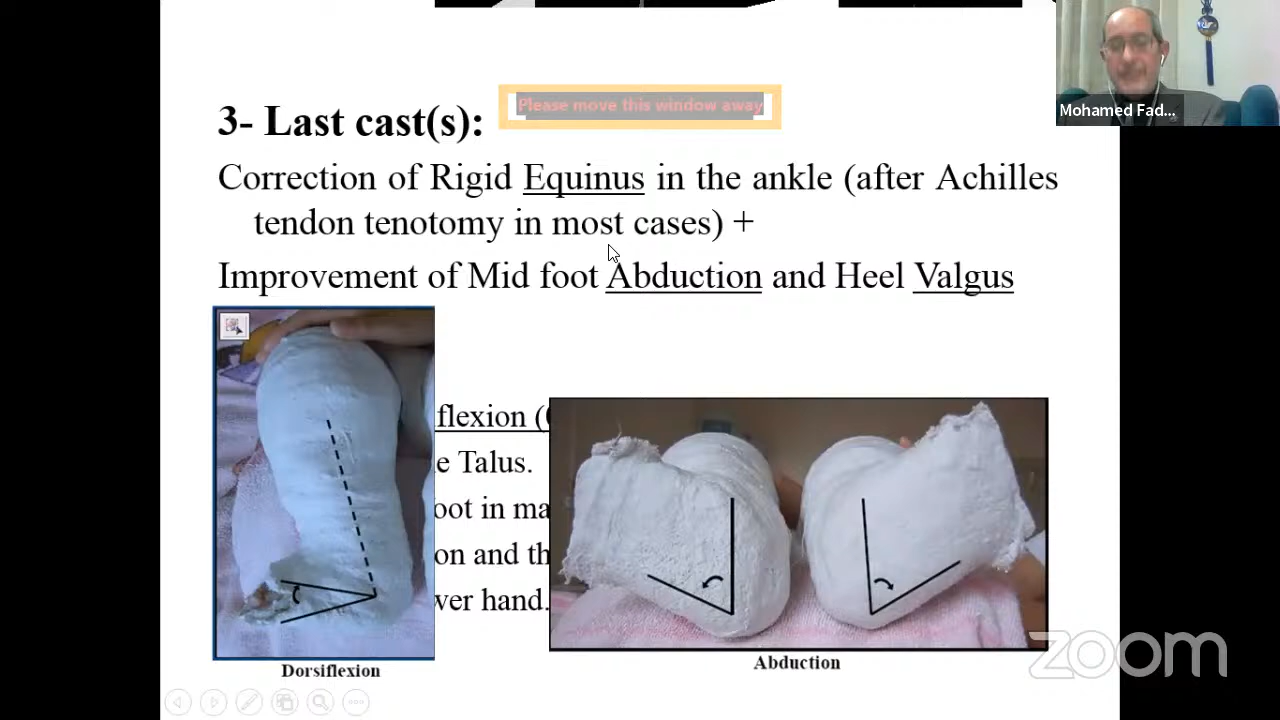 Mohamed Fad...
Please move this window away
3- Last cast(s):
Correction of Rigid Equinus in the ankle (after Achilles
tendon tenotomy in most cases) +
Improvement of Mid foot Abduction and Heel Valgus
flexion (
e Talus.
oot in ma
on and th
ver hand.
Dorsiflexion
Abduction
zoom